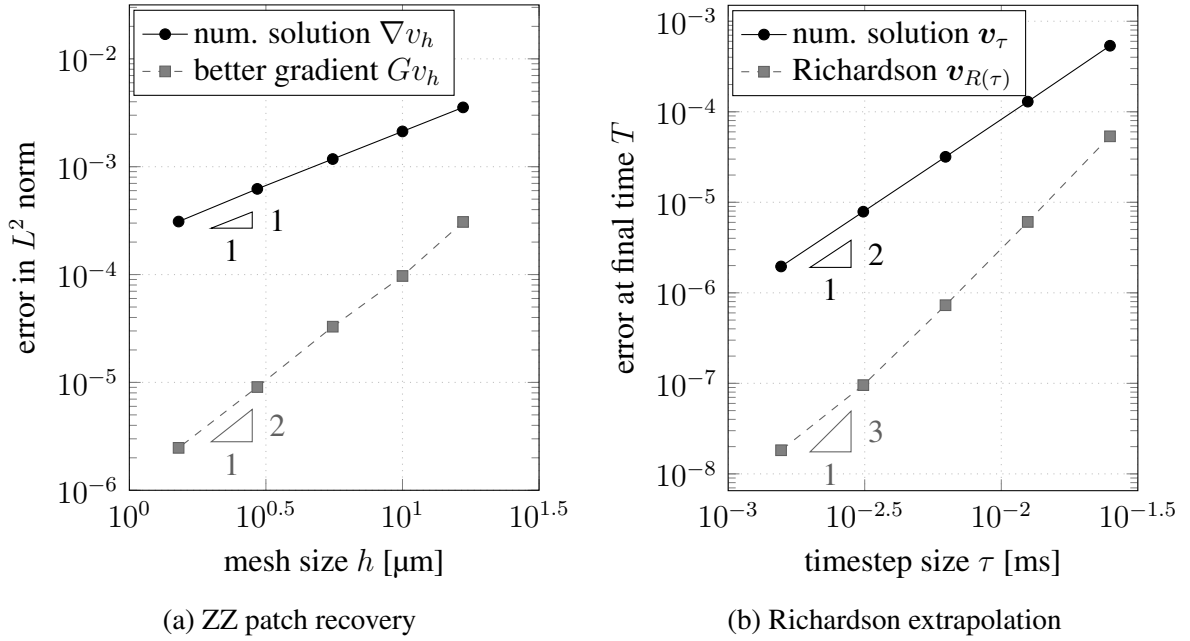 num. solution ∇v_h
better gradient Gv_h
10^{-2}
10^{-3}
10^{-4}
10^{-5}
10^{-6}
error in L^2 norm
1
1
2
1
10^0
10^{0.5}
10^1
10^{1.5}
mesh size h [µm]
(a) ZZ patch recovery
num. solution v_τ
Richardson v_{R(τ)}
10^{-3}
10^{-4}
10^{-5}
10^{-6}
10^{-7}
10^{-8}
error at final time T
2
1
3
1
10^{-3}
10^{-2.5}
10^{-2}
10^{-1.5}
timestep size τ [ms]
(b) Richardson extrapolation